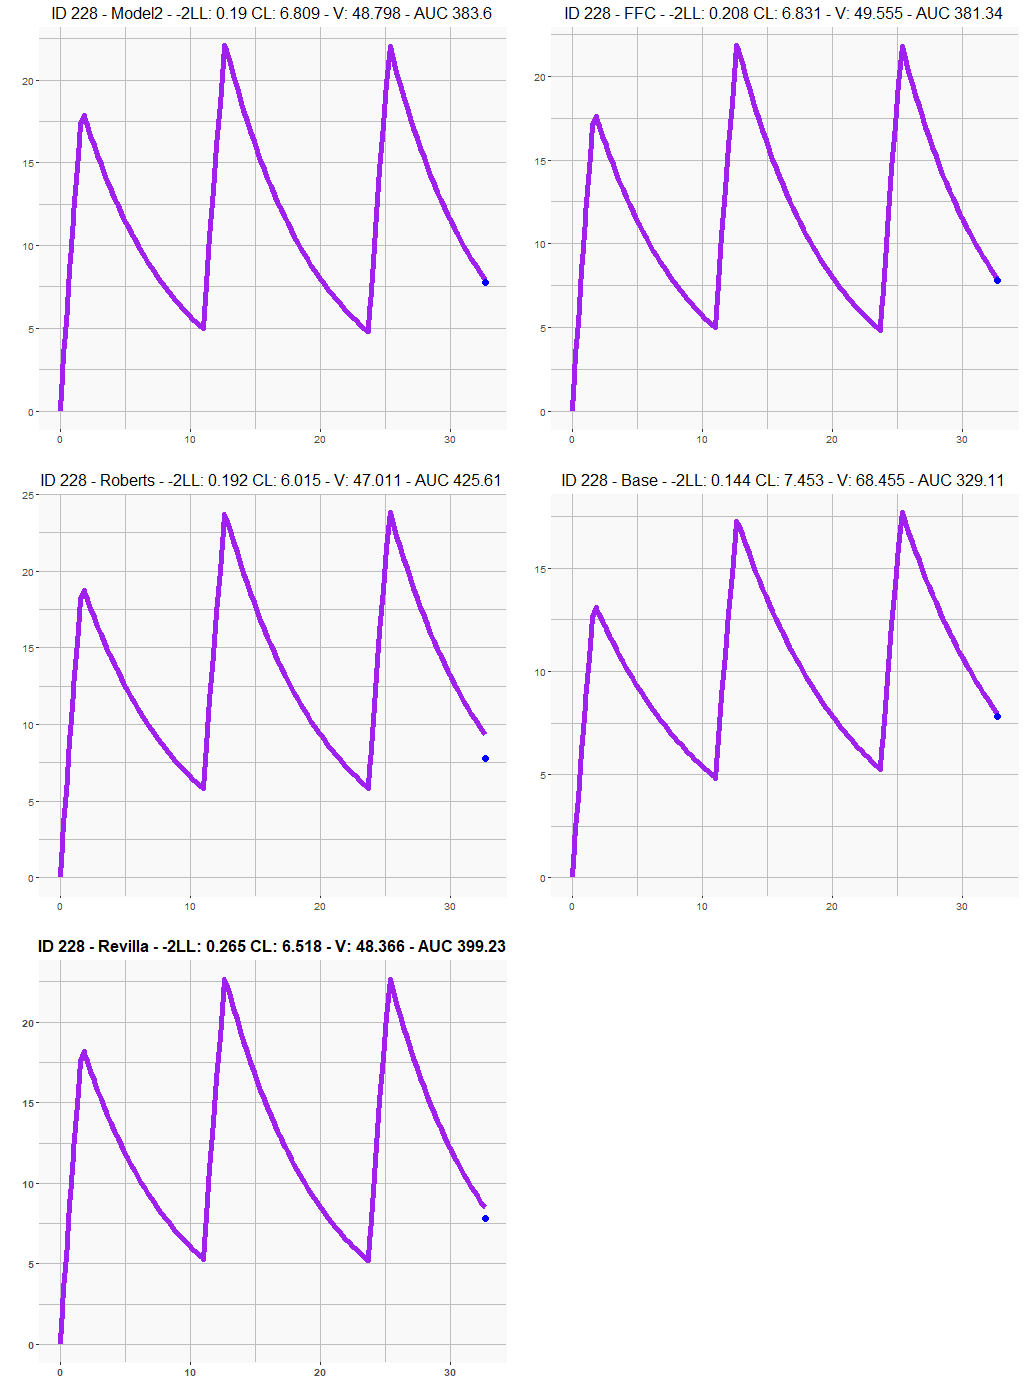 ID 228 - Model2 - -2LL: 0.19 CL: 6.809 - V: 48.798 - AUC 383.6
20
15
10
5
0
0 10 20 30
ID 228 - FFC - -2LL: 0.208 CL: 6.831 - V: 49.555 - AUC 381.34
20
15
10
5
0
0 10 20 30
ID 228 - Roberts - -2LL: 0.192 CL: 6.015 - V: 47.011 - AUC 425.61
25
20
15
10
5
0
0 10 20 30
ID 228 - Base - -2LL: 0.144 CL: 7.453 - V: 68.455 - AUC 329.11
15
10
5
0
0 10 20 30
ID 228 - Revilla - -2LL: 0.265 CL: 6.518 - V: 48.366 - AUC 399.23
20
15
10
5
0
0 10 20 30